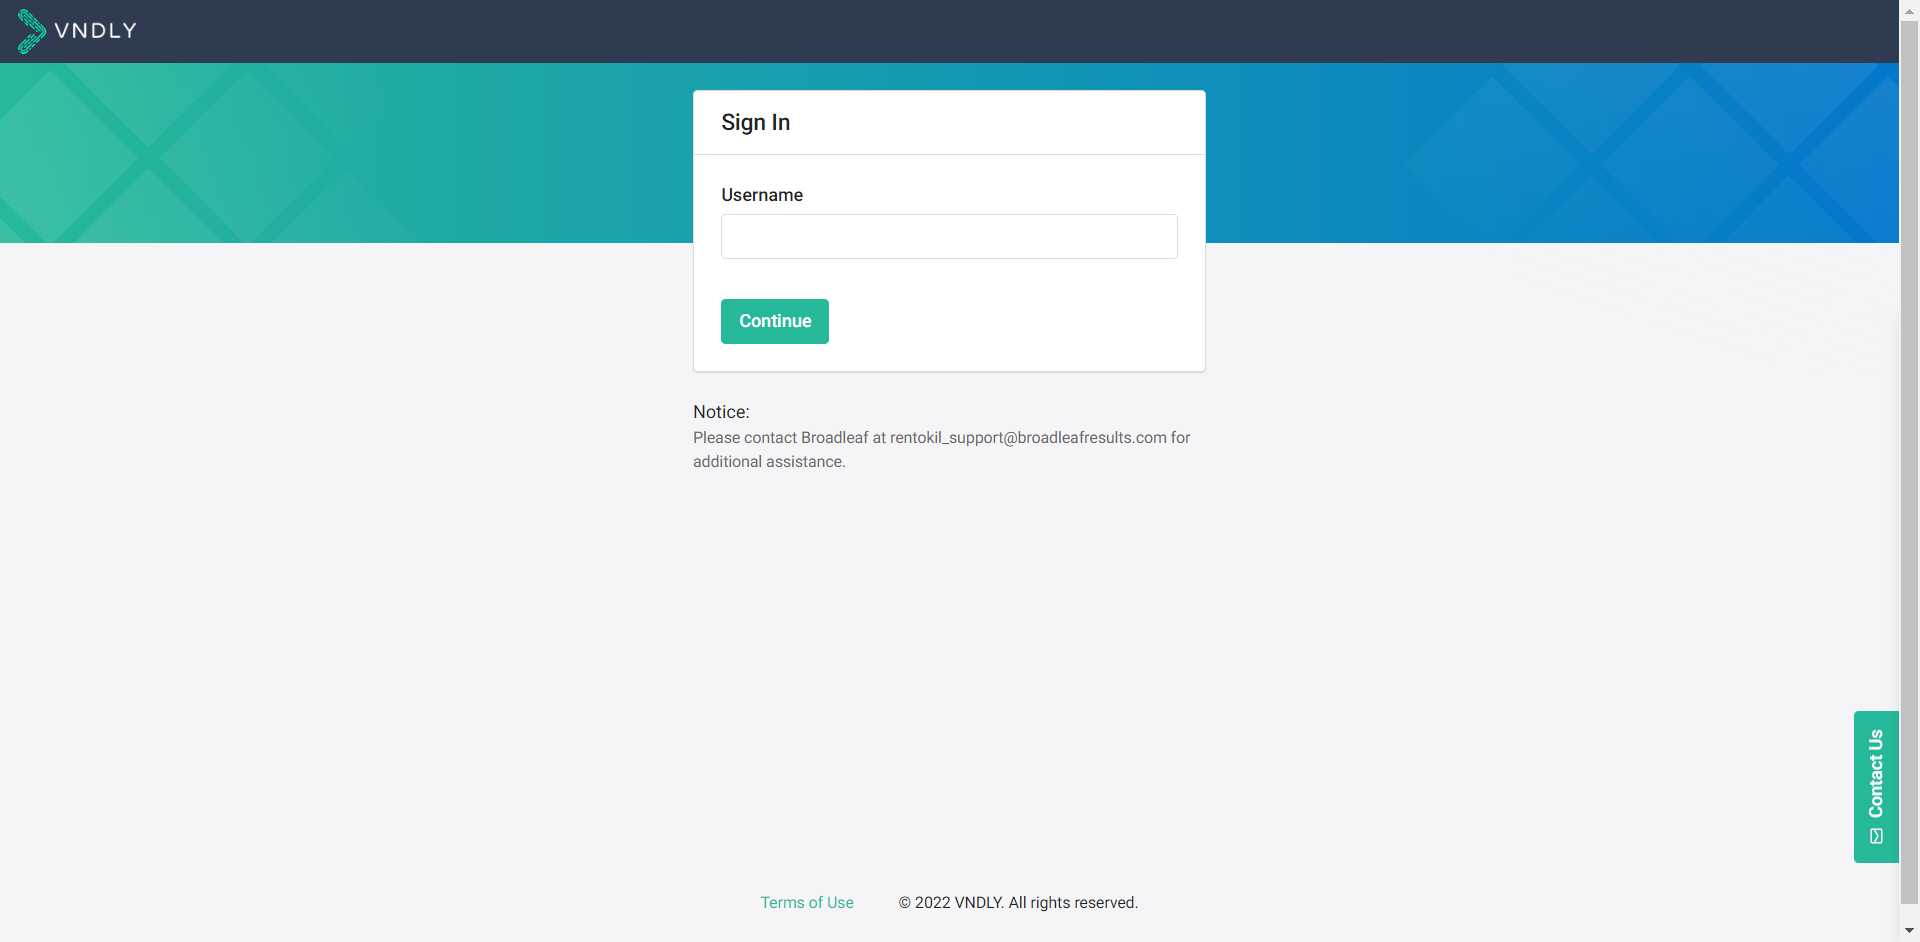 VNDLY
Sign In
Username
Continue
Notice:
Please contact Broadleaf at rentokil_support@broadleafresults.com for
additional assistance.
Contact Us
Terms of Use
© 2022 VNDLY. All rights reserved.